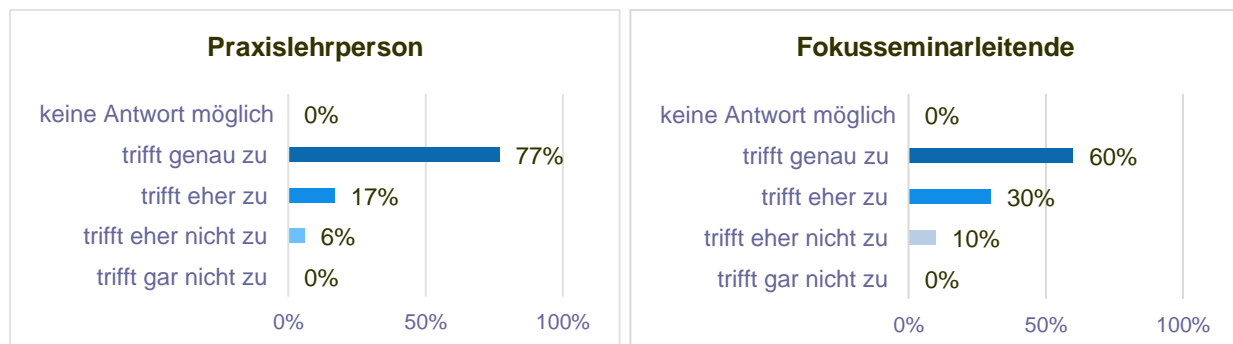 Praxislehrperson
keine Antwort möglich 0%
trifft genau zu 77%
trifft eher zu 17%
trifft eher nicht zu 6%
trifft gar nicht zu 0%
0% 50% 100%
Fokusseminarleitende
keine Antwort möglich 0%
trifft genau zu 60%
trifft eher zu 30%
trifft eher nicht zu 10%
trifft gar nicht zu 0%
0% 50% 100%